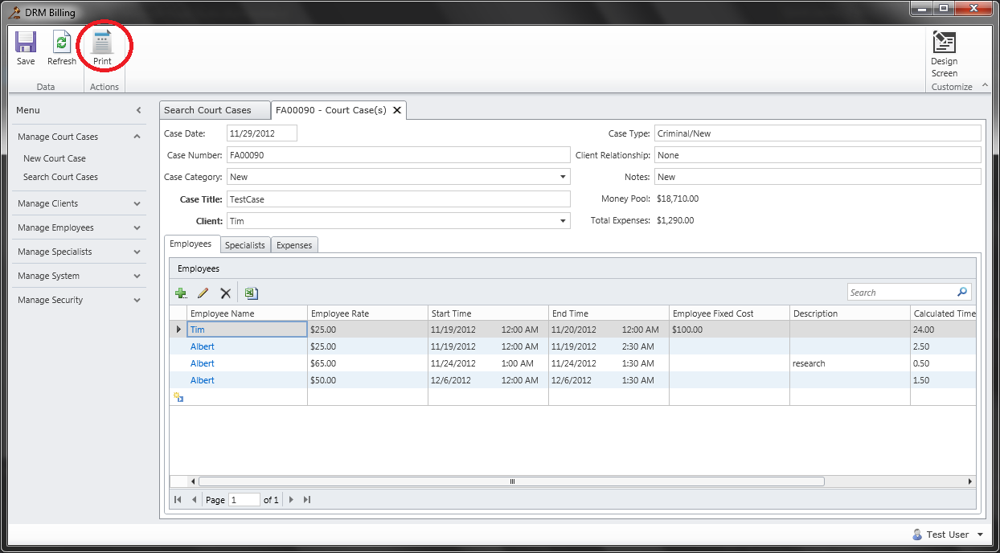 DRM Billing
Save Refresh Print
Data Actions
Design
Screen
Customize
Menu
Manage Court Cases
New Court Case
Search Court Cases
Manage Clients
Manage Employees
Manage Specialists
Manage System
Manage Security
Search Court Cases FA00090 - Court Case(s)
Case Date: 11/29/2012 Case Type: Criminal/New
Case Number: FA00090 Client Relationship: None
Case Category: New Notes: New
Case Title: TestCase Money Pool: $18,710.00
Client: Tim Total Expenses: $1,290.00
Employees Specialists Expenses
Employees
Search
Employee Name Employee Rate Start Time End Time Employee Fixed Cost Description Calculated Time
Tim $25.00 11/19/2012 12:00 AM 11/20/2012 12:00 AM $100.00 24.00
Albert $25.00 11/19/2012 12:00 AM 11/19/2012 2:30 AM 2.50
Albert $65.00 11/24/2012 1:00 AM 11/24/2012 1:30 AM research 0.50
Albert $50.00 12/6/2012 12:00 AM 12/6/2012 1:30 AM 1.50
Page 1 of 1
Test User